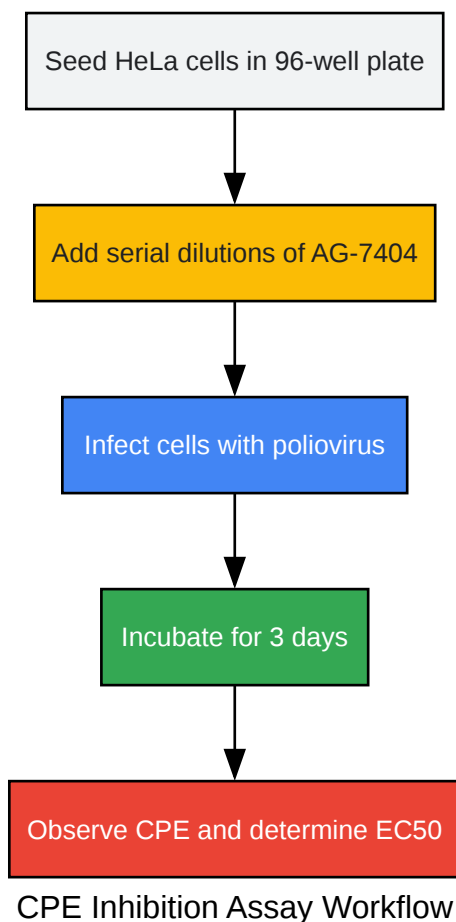 Seed HeLa cells in 96-well plate
Add serial dilutions of AG-7404
Infect cells with poliovirus
Incubate for 3 days
Observe CPE and determine EC50
CPE Inhibition Assay Workflow